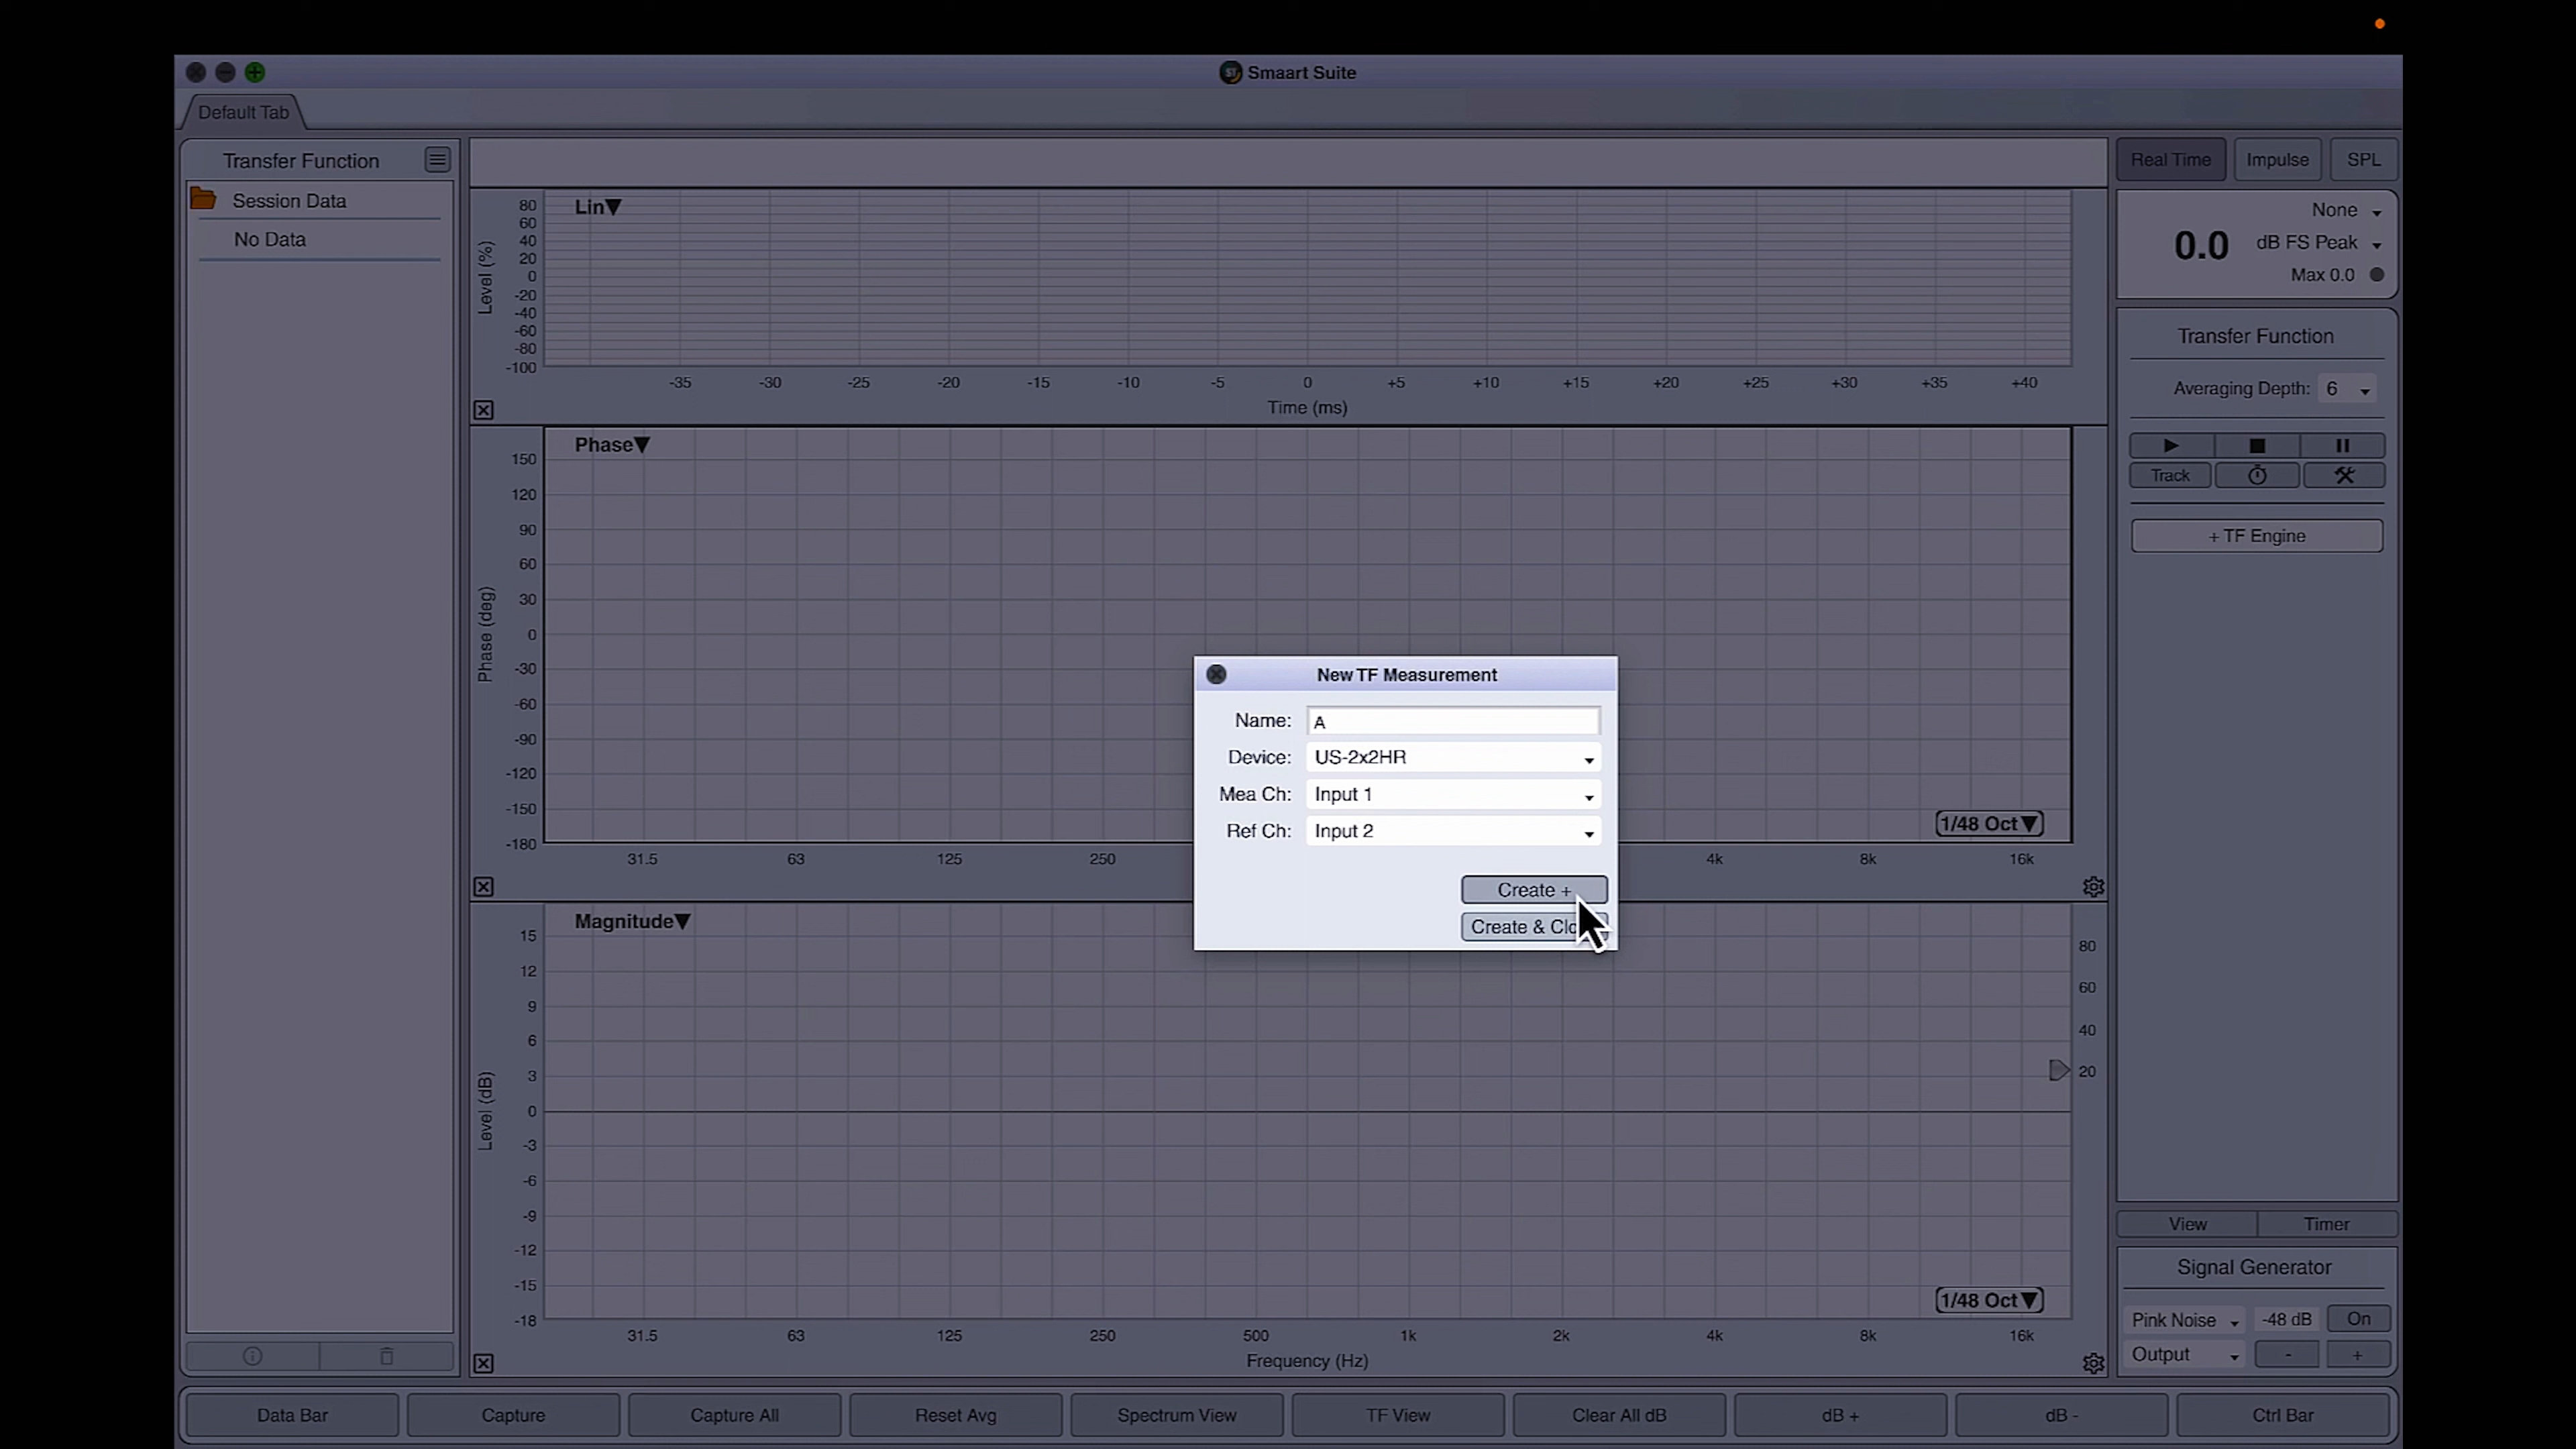 Smaart Suite
Default Tab
Transfer Function
Session Data
No Data
Lin▼
Level (%)
80
60
40
20
0
-20
-40
-60
-80
-100
-35 -30 -25 -20 -15 -10 -5 0 +5 +10 +15 +20 +25 +30 +35 +40
Time (ms)
Phase▼
Phase (deg)
150
120
90
60
30
0
-30
-60
-90
-120
-150
-180
1/48 Oct▼
31.5 63 125 250 4k 8k 16k
New TF Measurement
Name: A
Device: US-2x2HR
Mea Ch: Input 1
Ref Ch: Input 2
Create +
Create &
Magnitude▼
Level (dB)
15
12
9
6
3
0
-3
-6
-9
-12
-15
-18
80
60
40
20
1/48 Oct▼
31.5 63 125 250 500 1k 2k 4k 8k 16k
Frequency (Hz)
Real Time Impulse SPL
None
0.0 dB FS Peak
Max 0.0
Transfer Function
Averaging Depth: 6
Track
+ TF Engine
View Timer
Signal Generator
Pink Noise -48 dB On
Output - +
Data Bar Capture Capture All Reset Avg Spectrum View TF View Clear All dB dB + dB - Ctrl Bar